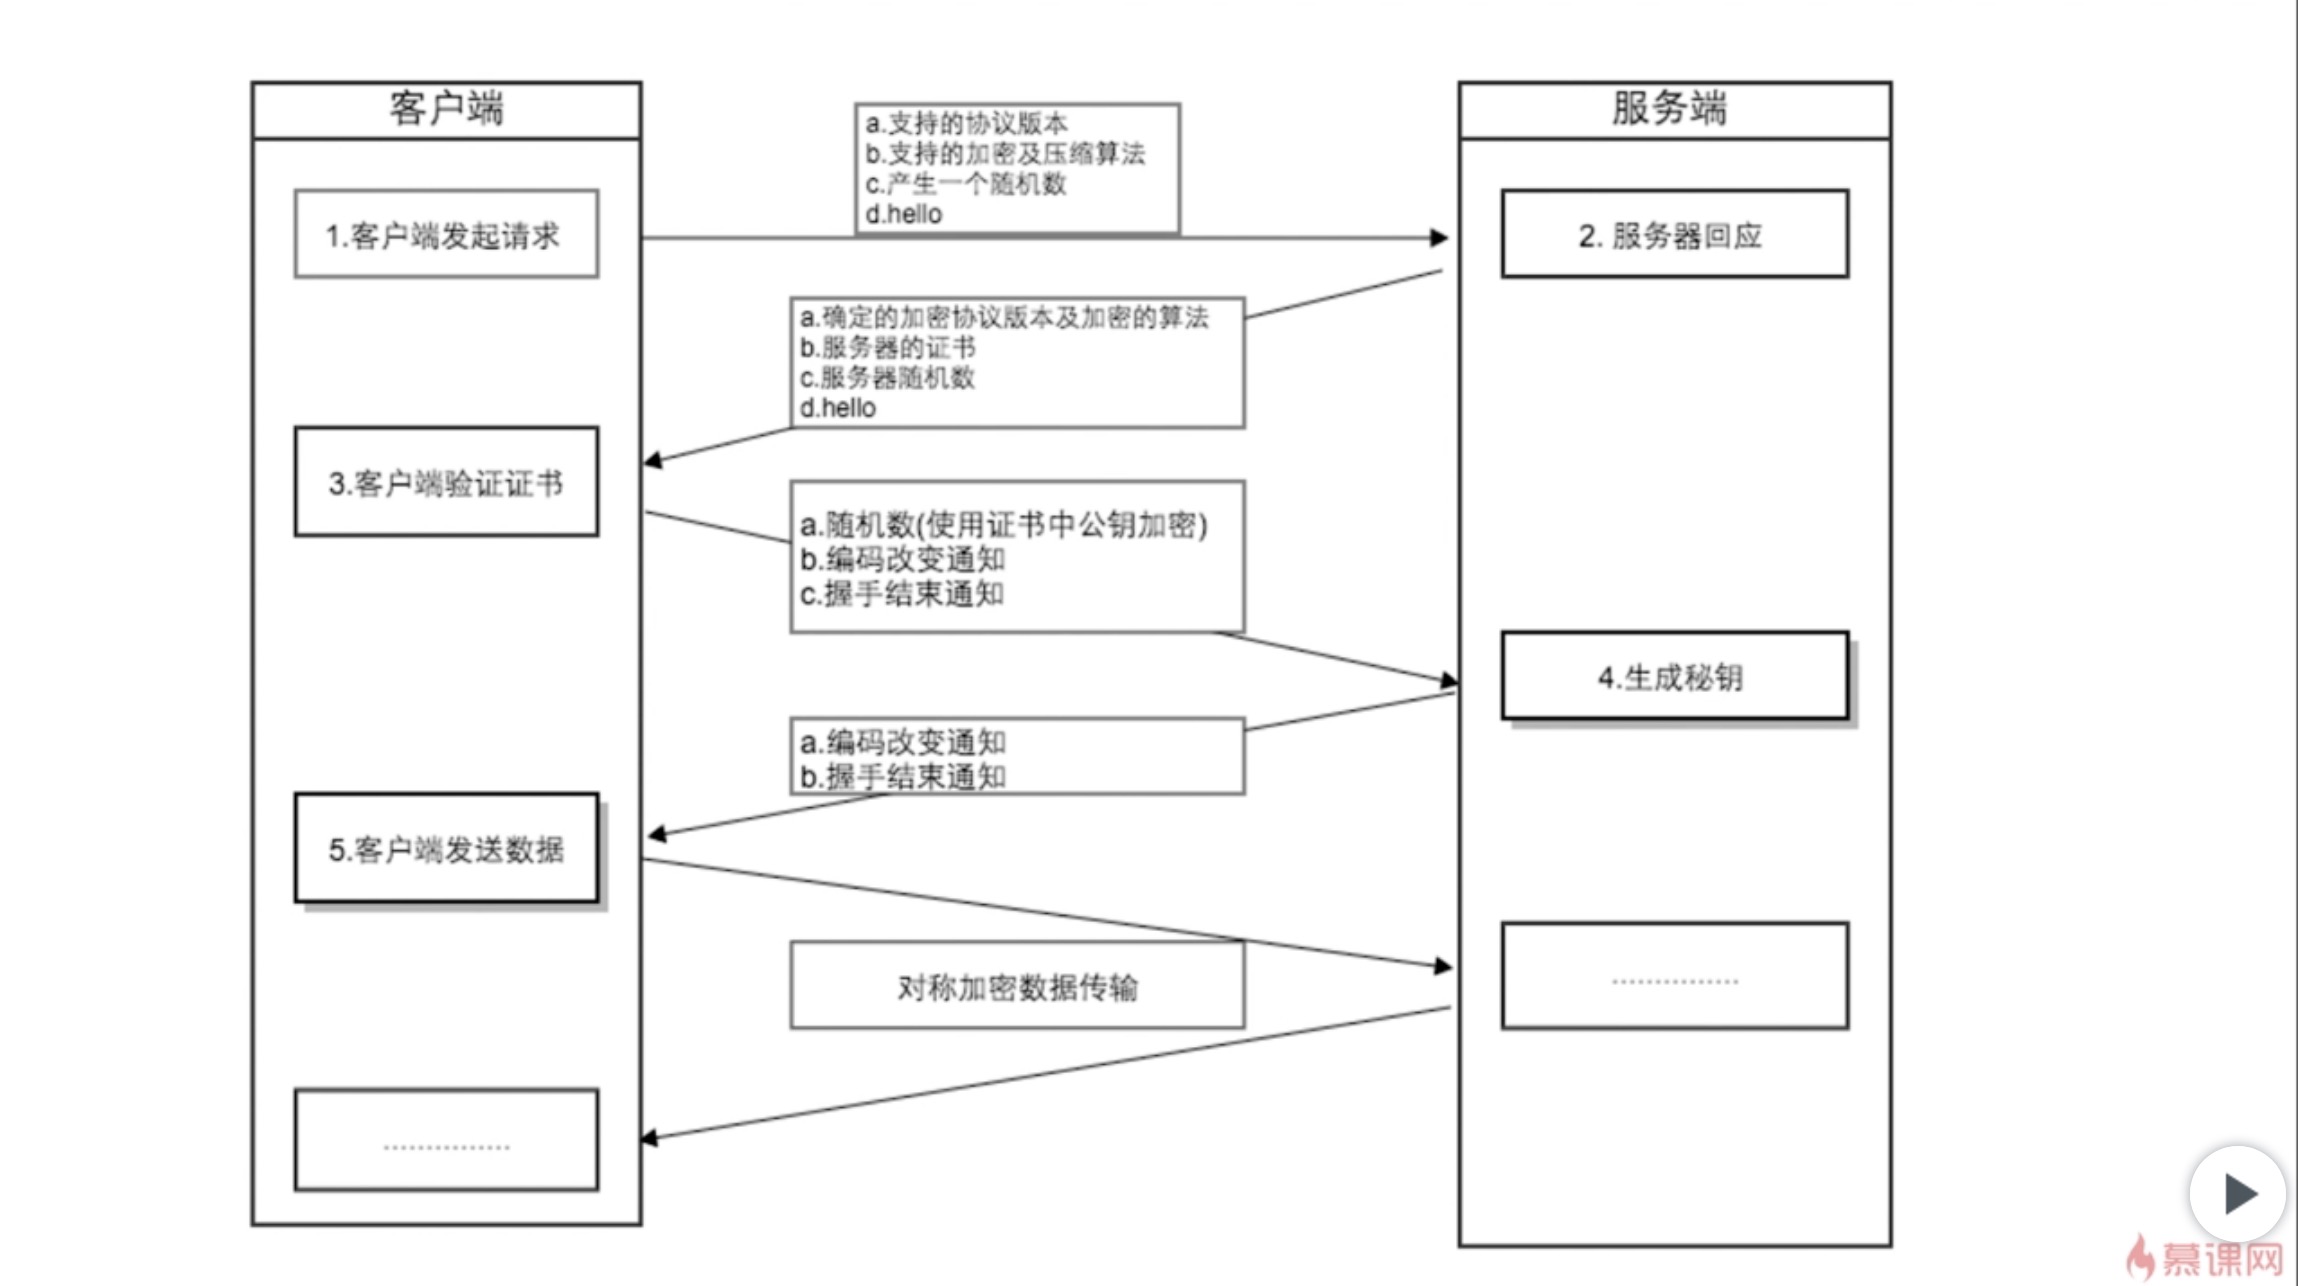 客户端
服务端
a.支持的协议版本
b.支持的加密及压缩算法
c.产生一个随机数
d.hello
1.客户端发起请求
2. 服务器回应
a.确定的加密协议版本及加密的算法
b.服务器的证书
c.服务器随机数
d.hello
3.客户端验证证书
a.随机数(使用证书中公钥加密)
b.编码改变通知
c.握手结束通知
4.生成秘钥
a.编码改变通知
b.握手结束通知
5.客户端发送数据
对称加密数据传输
...............
...............
慕课网